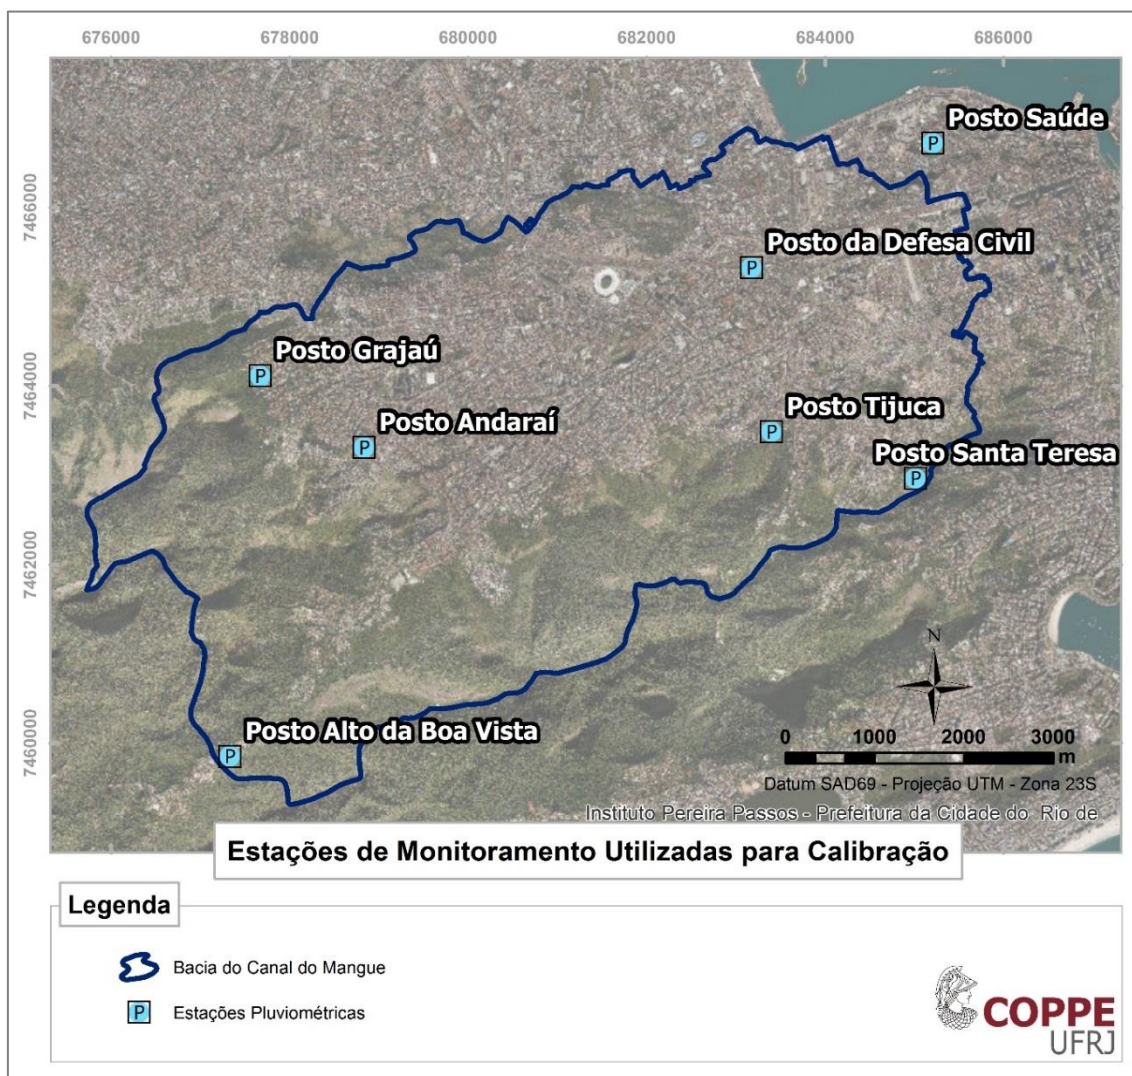 676000 678000 680000 682000 684000 686000
7466000
7464000
7462000
7460000
Posto Saúde
P
Posto da Defesa Civil
P
Posto Grajaú
P
Posto Andaraí
P
Posto Tijuca
P
Posto Santa Teresa
P
N
Posto Alto da Boa Vista
P
0 1000 2000 3000
m
Datum SAD69 - Projeção UTM - Zona 23S
Instituto Pereira Passos - Prefeitura da Cidade do Rio de
Estações de Monitoramento Utilizadas para Calibração
Legenda
Bacia do Canal do Mangue
P Estações Pluviométricas
COPPE
UFRJ